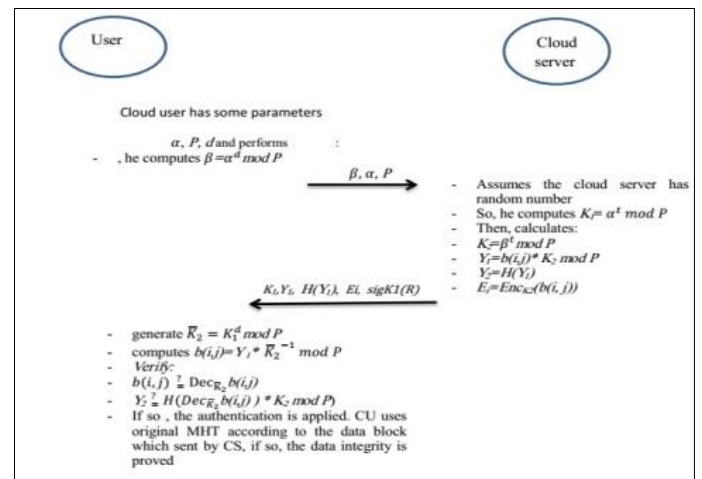 User
Cloud
server
Cloud user has some parameters
α, P, d and performs :
- , he computes β =α^d mod P
β, α, P
- Assumes the cloud server has
random number
- So, he computes K₁= α^t mod P
- Then, calculates:
- K₂=β^t mod P
- Y₁=b(i,j)* K₂ mod P
- Y₂=H(Y₁)
- Eᵢ=Enc_K₂(b(i, j))
K₁,Y₁, H(Y₁), Ei, sigK1(R)
- generate K̅₂ = K₁^d mod P
- computes b(i,j)= Y₁* K̅₂⁻¹ mod P
- Verify:
- b(i, j) ≟ Dec_K̅₂ b(i,j)
- Y₂ ≟ H(Dec_K̅₂ b(i,j) ) * K₂ mod P)
- If so , the authentication is applied. CU uses
original MHT according to the data block
which sent by CS, if so, the data integrity is
proved